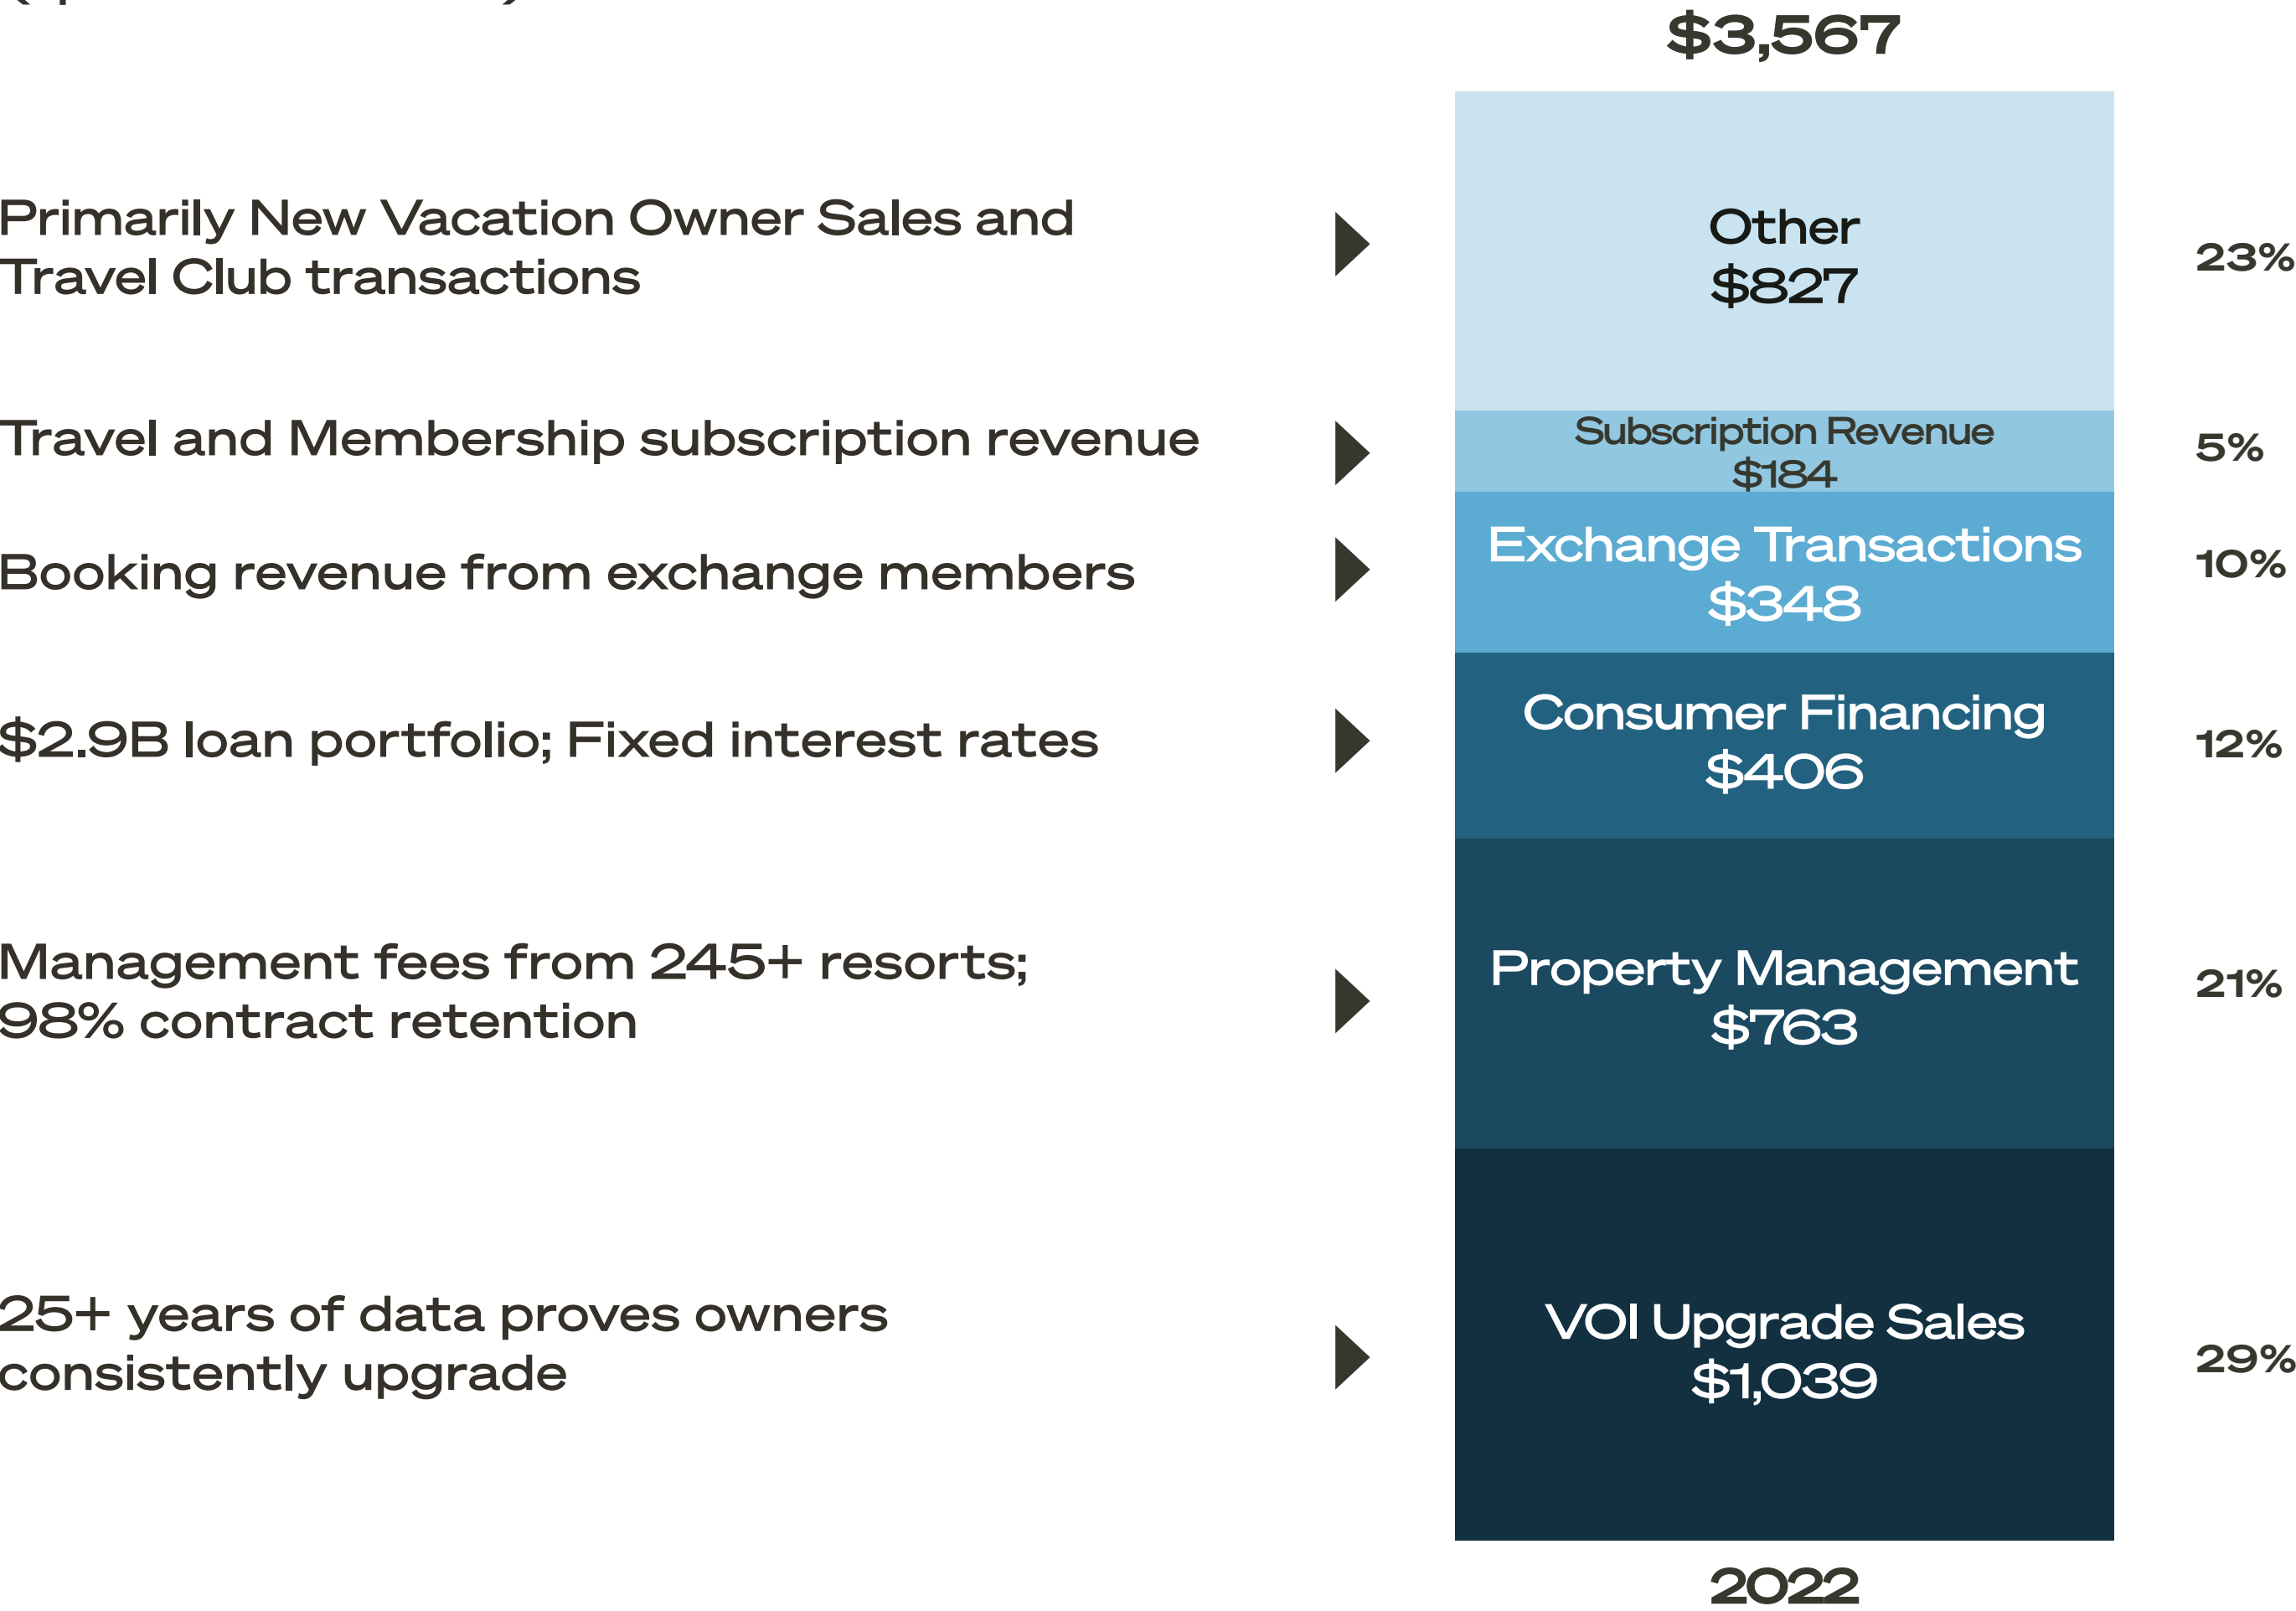 $3,567
Primarily New Vacation Owner Sales and
Travel Club transactions
Other
$827
23%
Travel and Membership subscription revenue
Subscription Revenue
$184
5%
Booking revenue from exchange members
Exchange Transactions
$348
10%
$2.9B loan portfolio; Fixed interest rates
Consumer Financing
$406
12%
Management fees from 245+ resorts;
98% contract retention
Property Management
$763
21%
25+ years of data proves owners
consistently upgrade
VOI Upgrade Sales
$1,039
29%
2022